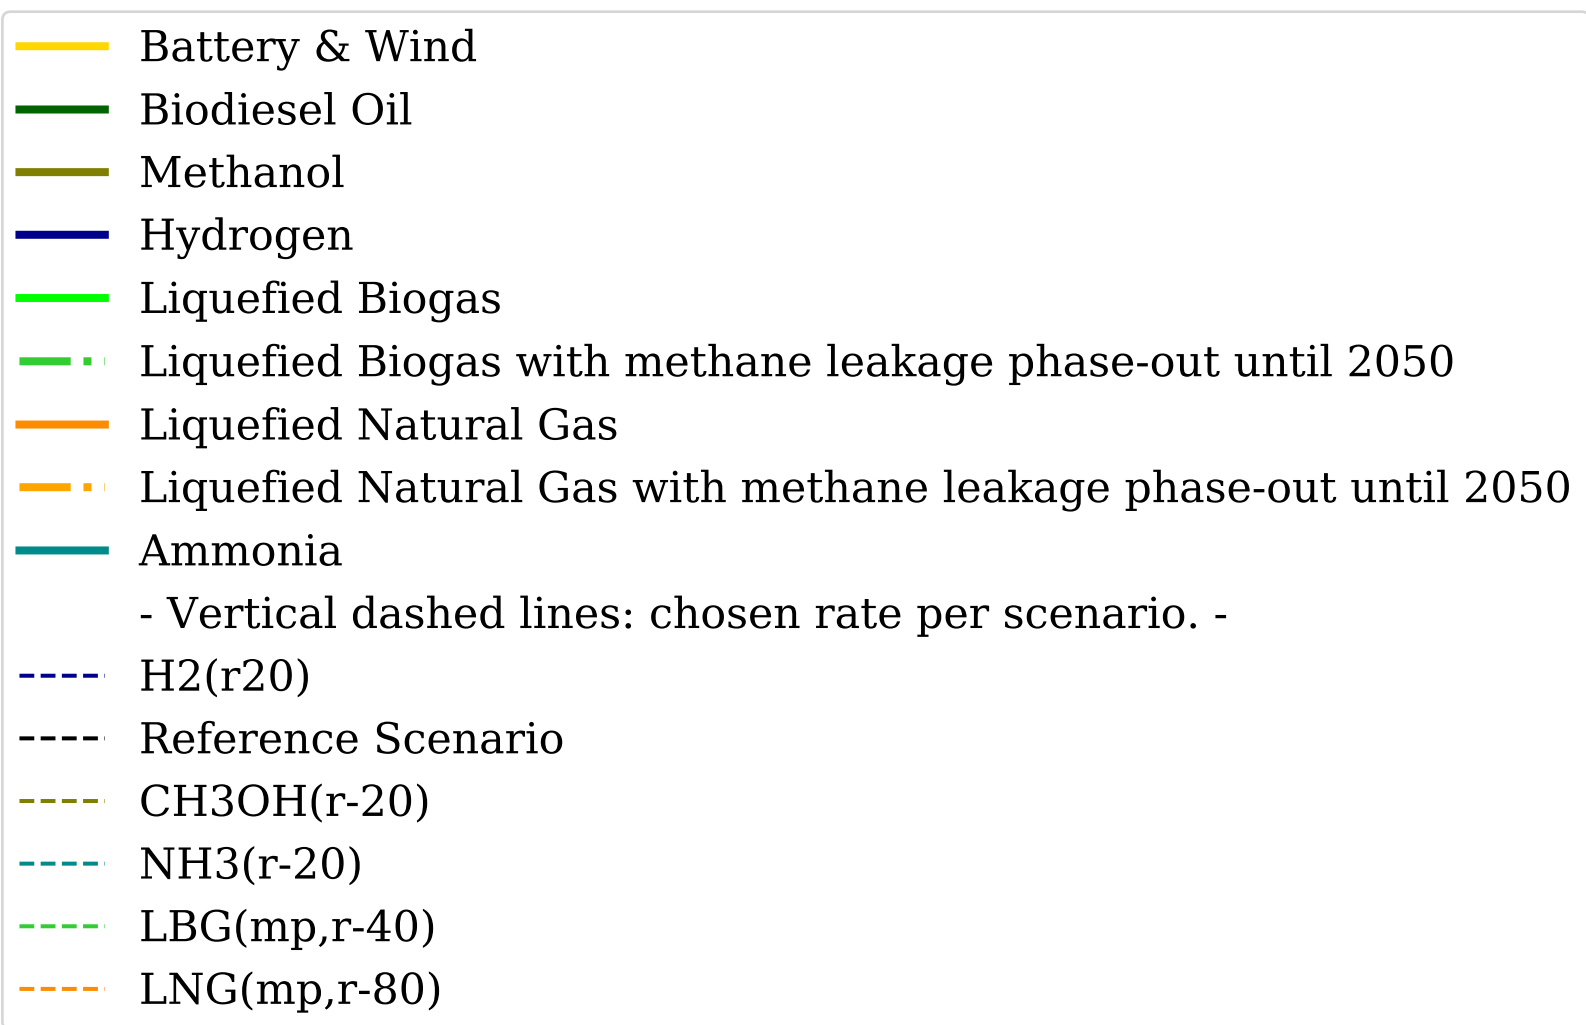 Battery & Wind
Biodiesel Oil
Methanol
Hydrogen
Liquefied Biogas
Liquefied Biogas with methane leakage phase-out until 2050
Liquefied Natural Gas
Liquefied Natural Gas with methane leakage phase-out until 2050
Ammonia
- Vertical dashed lines: chosen rate per scenario. -
H2(r20)
Reference Scenario
CH3OH(r-20)
NH3(r-20)
LBG(mp,r-40)
LNG(mp,r-80)